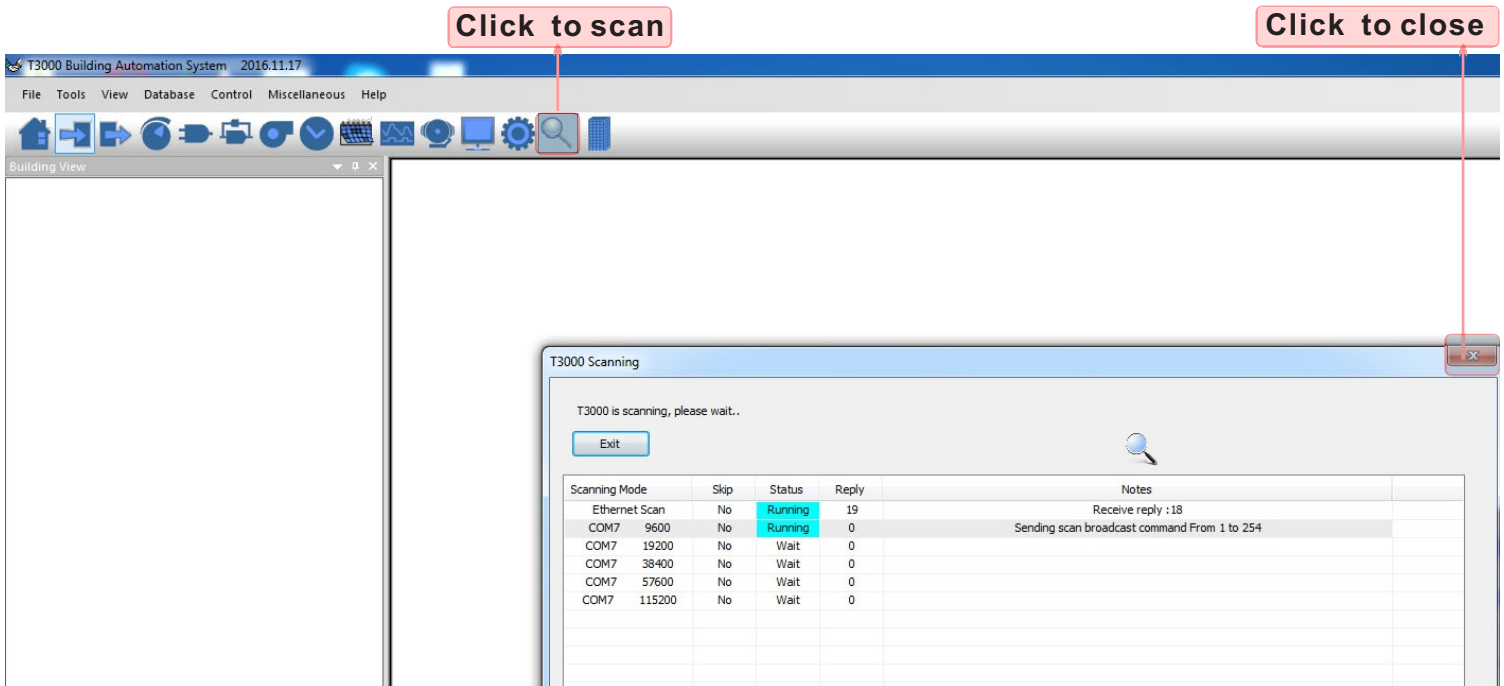 Click to scan
Click to close
T3000 Building Automation System 2016.11.17
File Tools View Database Control Miscellaneous Help
Building View
T3000 Scanning
T3000 is scanning, please wait..
Exit
Scanning Mode Skip Status Reply Notes
Ethernet Scan No Running 19 Receive reply :18
COM7 9600 No Running 0 Sending scan broadcast command From 1 to 254
COM7 19200 No Wait 0
COM7 38400 No Wait 0
COM7 57600 No Wait 0
COM7 115200 No Wait 0